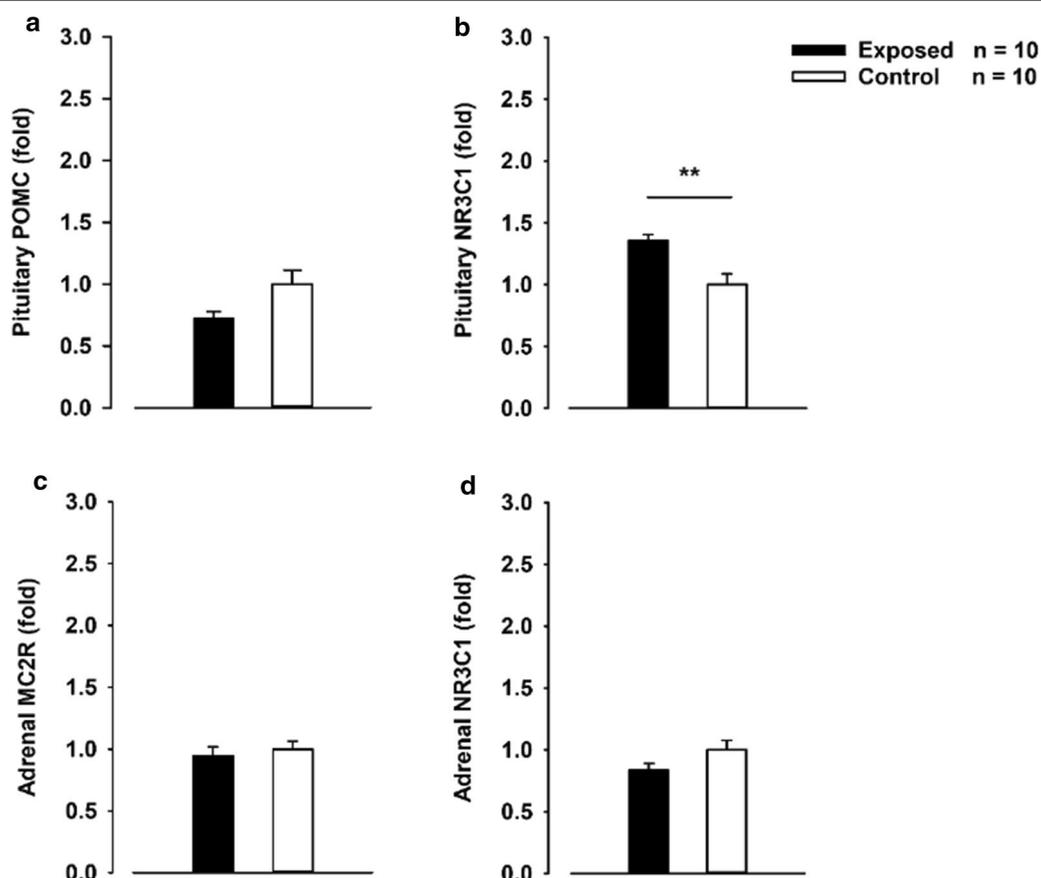 a
3.0
2.5
2.0
1.5
1.0
0.5
0.0
Pituitary POMC (fold)
b
3.0
2.5
2.0
1.5
1.0
0.5
0.0
Pituitary NR3C1 (fold)
**
Exposed n = 10
Control n = 10
c
3.0
2.5
2.0
1.5
1.0
0.5
0.0
Adrenal MC2R (fold)
d
3.0
2.5
2.0
1.5
1.0
0.5
0.0
Adrenal NR3C1 (fold)